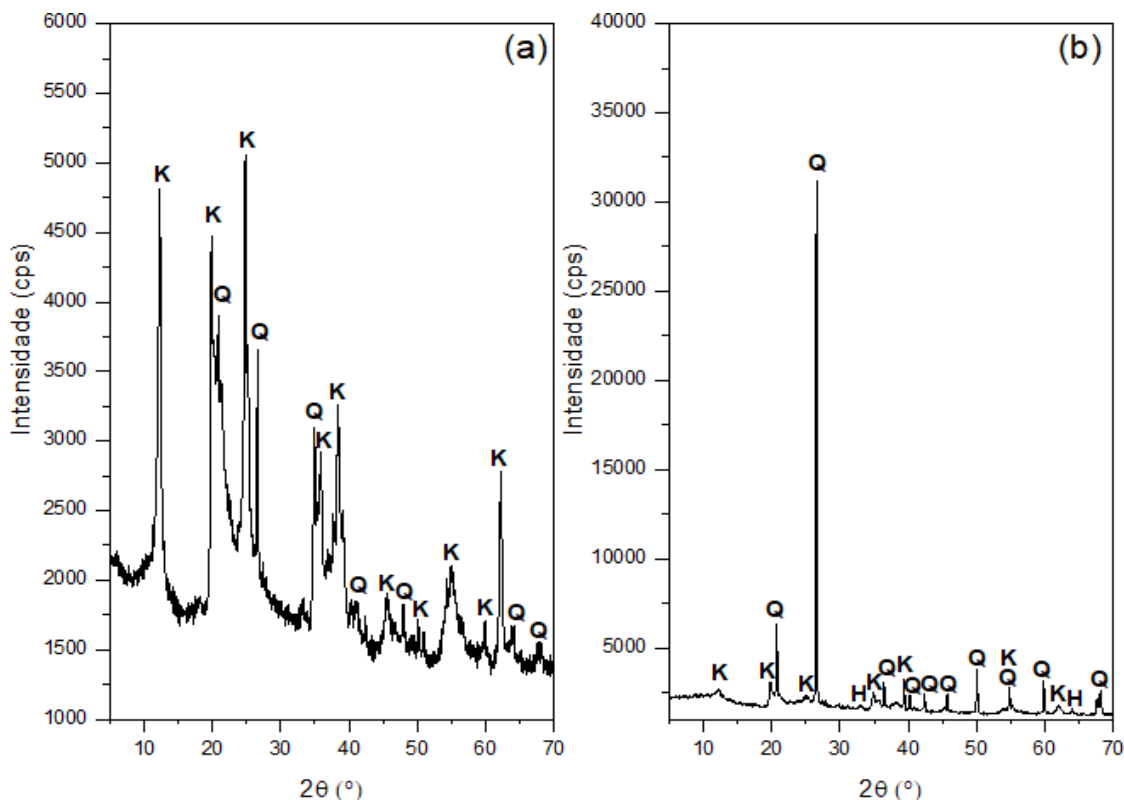 (a)
Intensidade (cps)
6000
5500
5000
4500
4000
3500
3000
2500
2000
1500
1000
K
K
Q
K
Q
Q
K
K
Q
K
Q
K
K
K
K
Q
Q
10 20 30 40 50 60 70
2θ (º)
(b)
Intensidade (cps)
40000
35000
30000
25000
20000
15000
10000
5000
K
K
Q
K
Q
H
K
Q
K
Q
Q
Q
Q
K
Q
Q
K
H
Q
10 20 30 40 50 60 70
2θ (º)